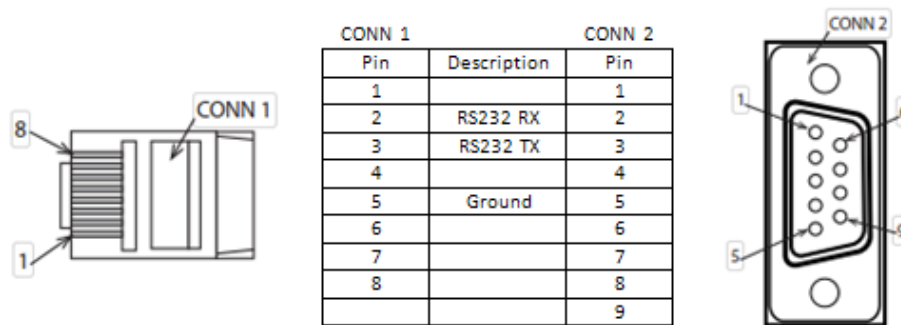 8
CONN 1
1
CONN 1 CONN 2
Pin Description Pin
1 1
2 RS232 RX 2
3 RS232 TX 3
4 4
5 Ground 5
6 6
7 7
8 8
9
CONN 2
1
5
9